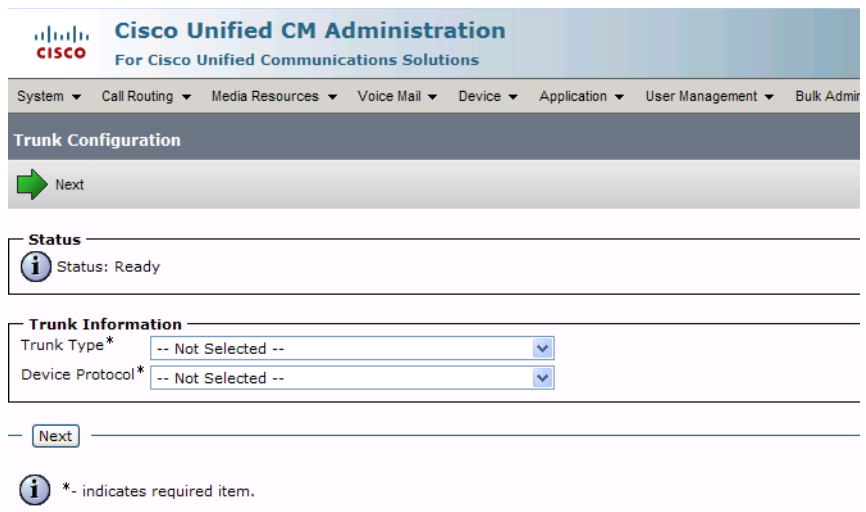 CISCO
Cisco Unified CM Administration
For Cisco Unified Communications Solutions
System Call Routing Media Resources Voice Mail Device Application User Management Bulk Admin
Trunk Configuration
Next
Status
Status: Ready
Trunk Information
Trunk Type* -- Not Selected --
Device Protocol* -- Not Selected --
Next
*- indicates required item.